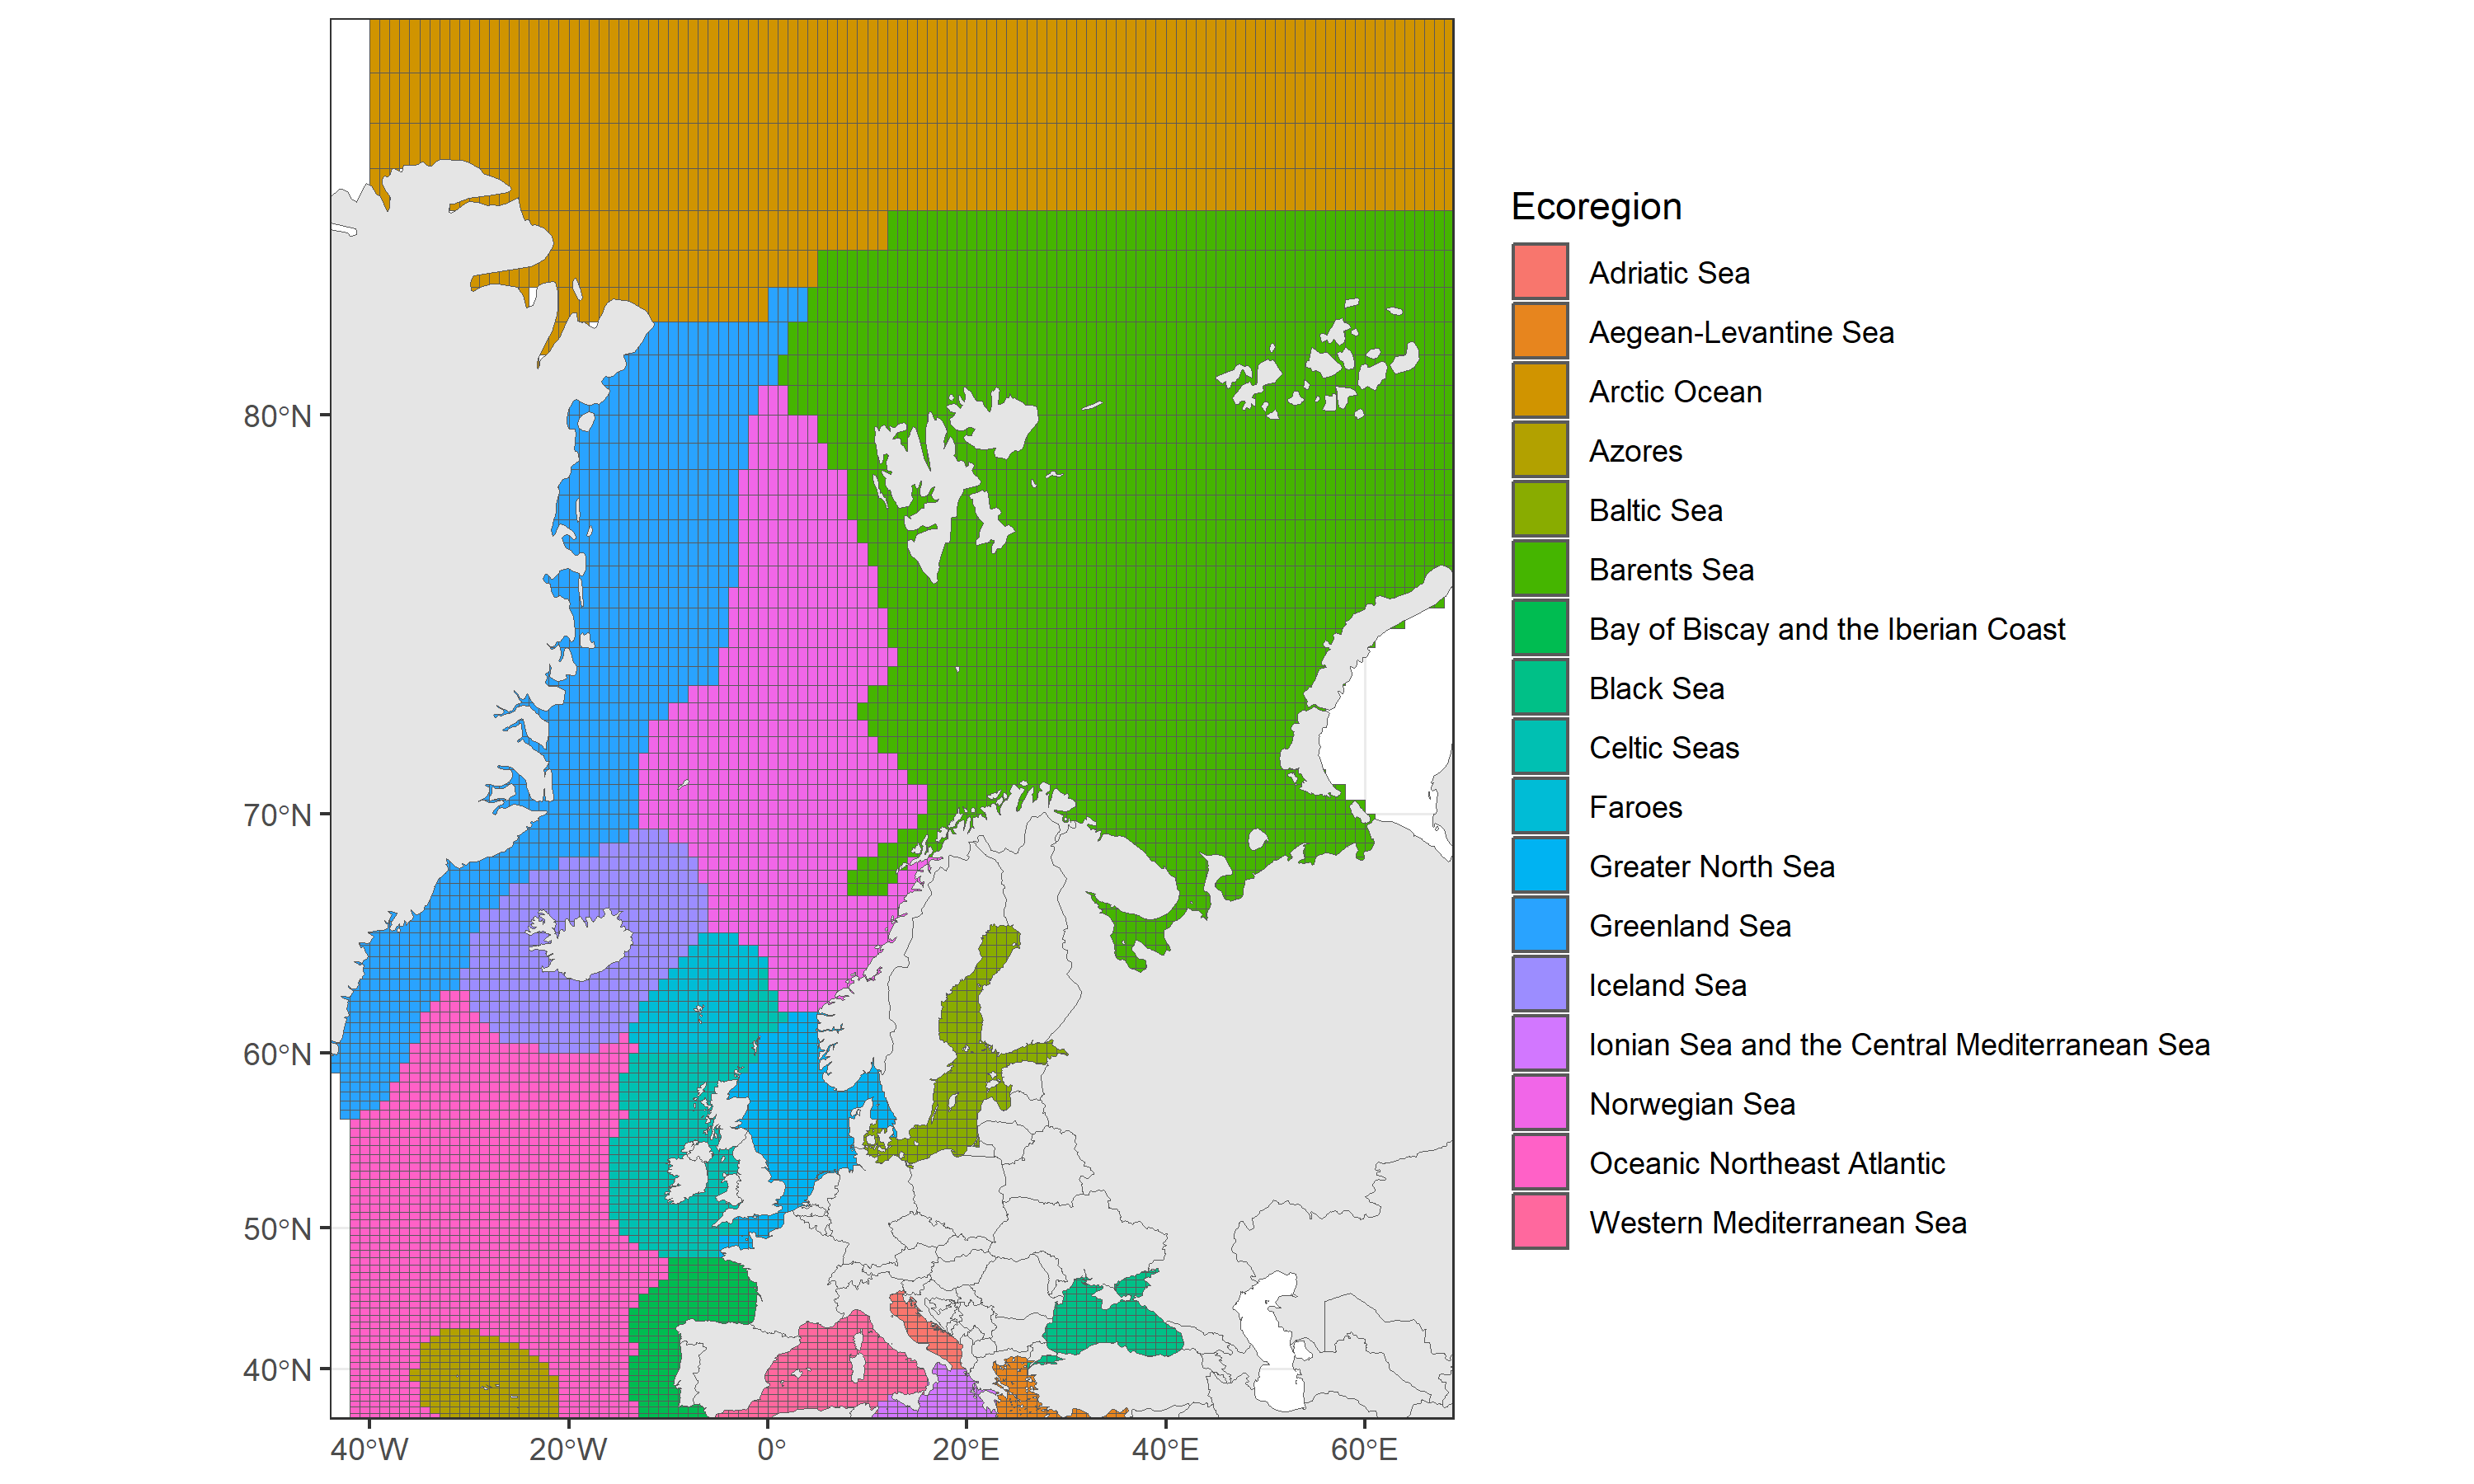 80°N
70°N
60°N
50°N
40°N
40°W
20°W
0°
20°E
40°E
60°E
Ecoregion
Adriatic Sea
Aegean-Levantine Sea
Arctic Ocean
Azores
Baltic Sea
Barents Sea
Bay of Biscay and the Iberian Coast
Black Sea
Celtic Seas
Faroes
Greater North Sea
Greenland Sea
Iceland Sea
Ionian Sea and the Central Mediterranean Sea
Norwegian Sea
Oceanic Northeast Atlantic
Western Mediterranean Sea